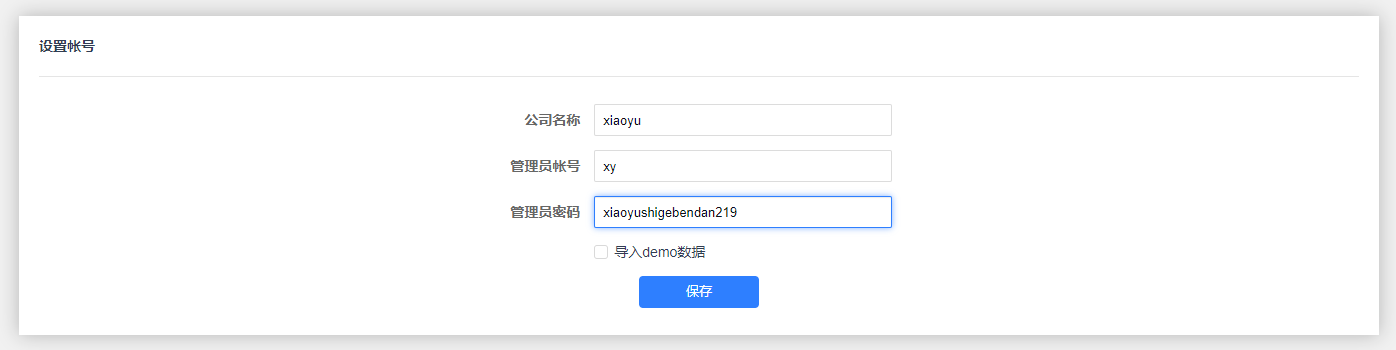 设置帐号
公司名称 xiaoyu
管理员帐号 xy
管理员密码 xiaoyushigebendan219
导入demo数据
保存